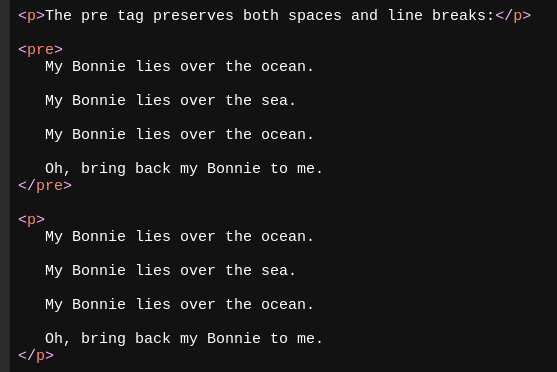 <p>The pre tag preserves both spaces and line breaks:</p>
<pre>
   My Bonnie lies over the ocean.
   My Bonnie lies over the sea.
   My Bonnie lies over the ocean.
   Oh, bring back my Bonnie to me.
</pre>
<p>
   My Bonnie lies over the ocean.
   My Bonnie lies over the sea.
   My Bonnie lies over the ocean.
   Oh, bring back my Bonnie to me.
</p>